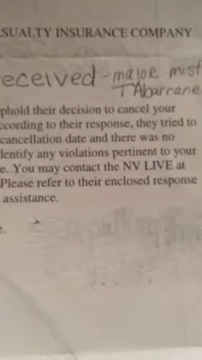 SUALTY INSURANCE COMPANY
eceived - major mist
TAbarrane
phold their decision to cancel your
ccording to their response, they tried to
cancellation date and there was no
dentify any violations pertinent to your
e. You may contact the NV LIVE at
Please refer to their enclosed response
assistance.